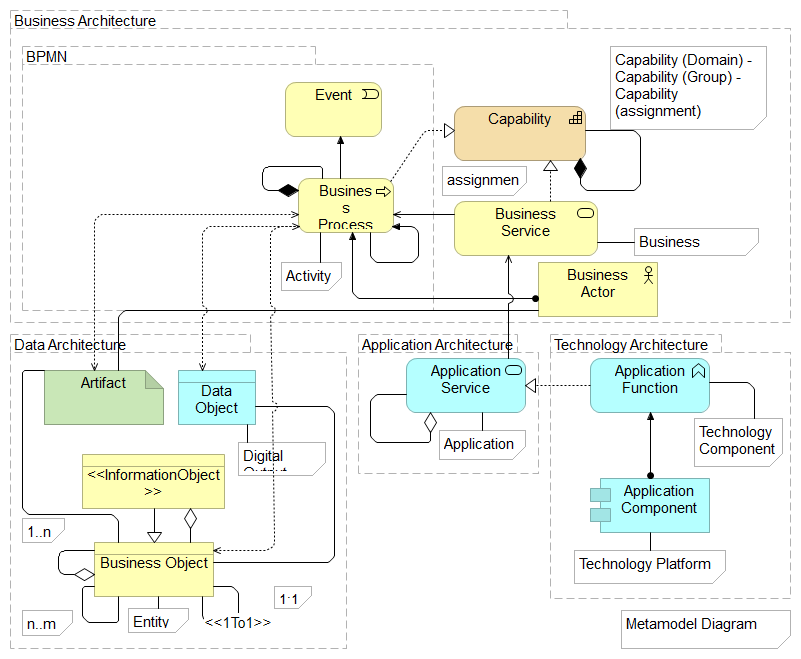 Business Architecture
BPMN
Event
Capability (Domain) -
Capability (Group) -
Capability
(assignment)
Capability
assignmen
Busines
s
Process
Business
Service
Business
Activity
Business
Actor
Data Architecture
Application Architecture
Technology Architecture
Artifact
Data
Object
Application
Service
Application
Function
Digital
Application
Technology
Component
<<InformationObject
>>
Application
Component
1..n
Business Object
Technology Platform
1:1
n..m
Entity
<<1To1>>
Metamodel Diagram